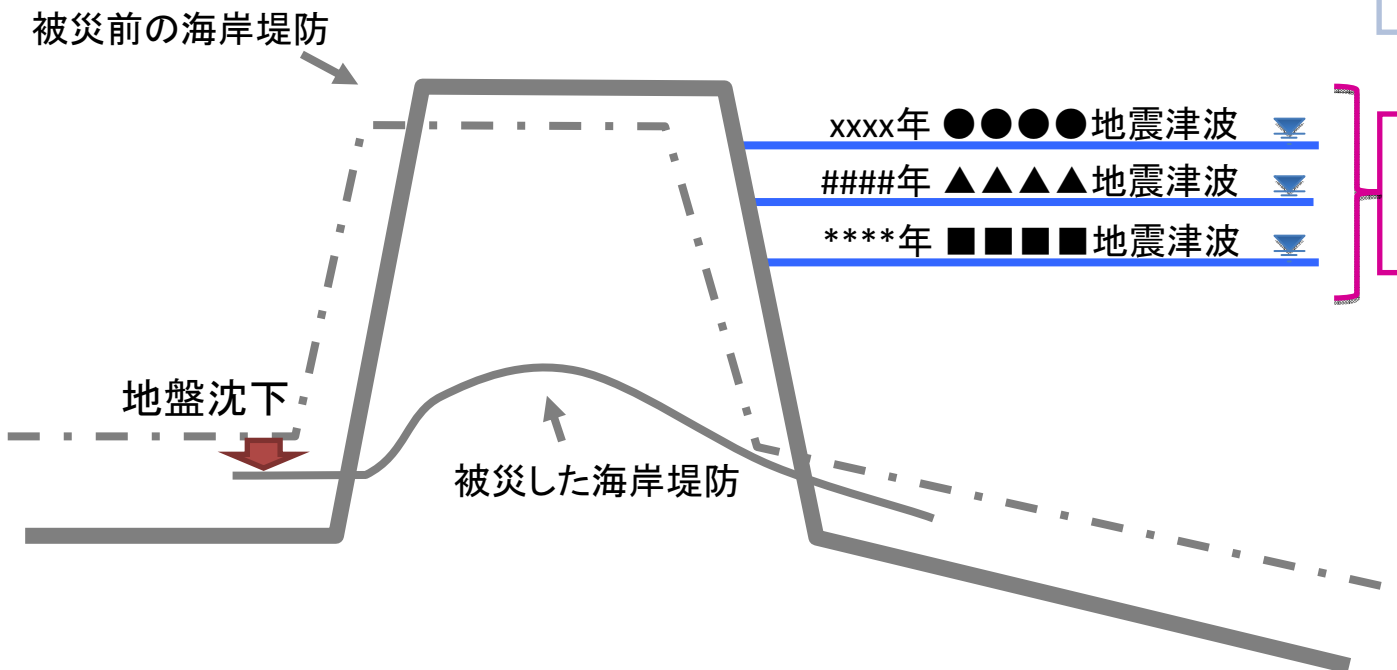 被災前の海岸堤防
xxxx年 ●●●●地震津波
####年 ▲▲▲▲地震津波
****年 ■■■■地震津波
地盤沈下
被災した海岸堤防